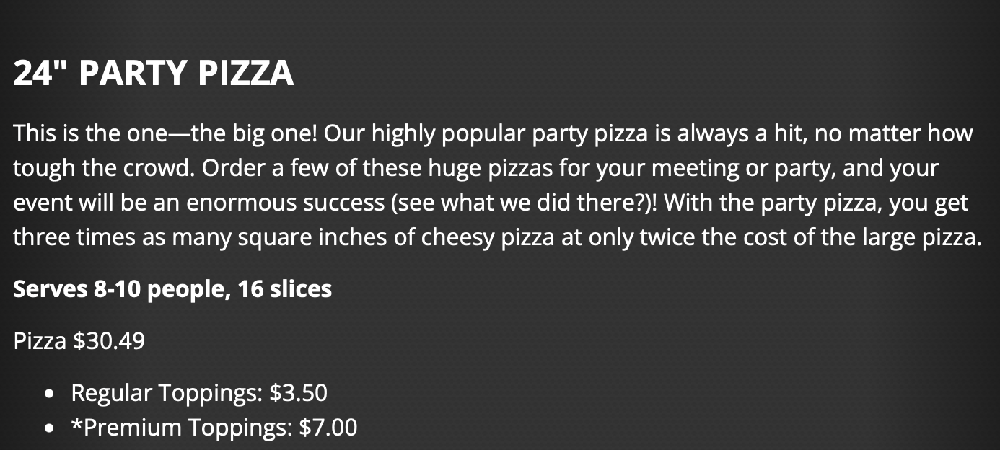 24" PARTY PIZZA
This is the one—the big one! Our highly popular party pizza is always a hit, no matter how
tough the crowd. Order a few of these huge pizzas for your meeting or party, and your
event will be an enormous success (see what we did there?)! With the party pizza, you get
three times as many square inches of cheesy pizza at only twice the cost of the large pizza.
Serves 8-10 people, 16 slices
Pizza $30.49
• Regular Toppings: $3.50
• *Premium Toppings: $7.00